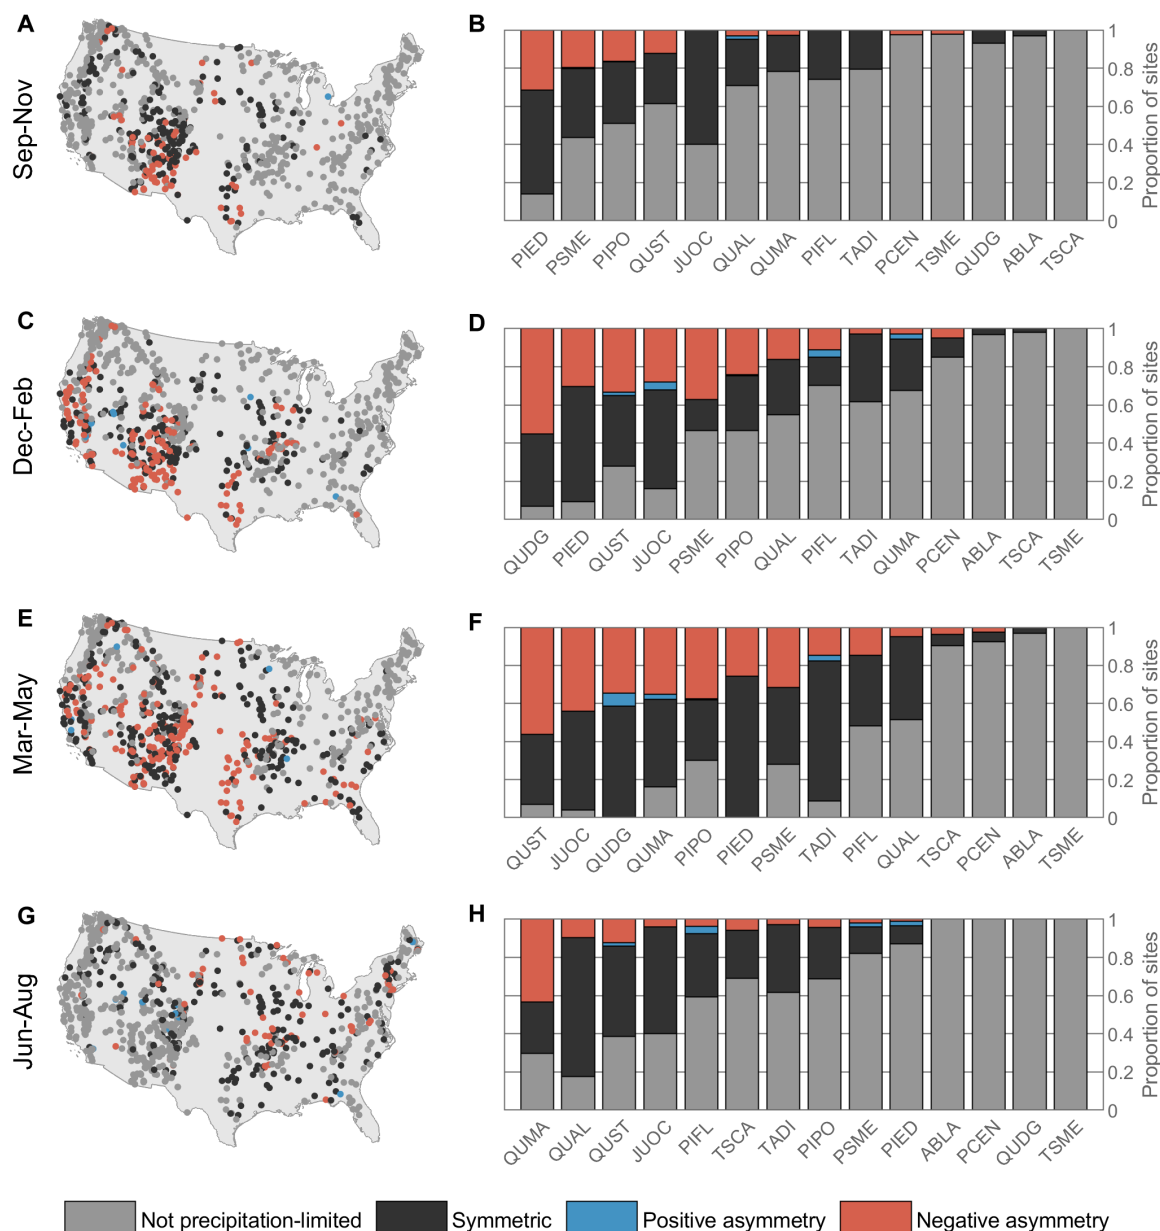 A
B
Sep-Nov
1
0.8
0.6
0.4
0.2
0
Proportion of sites
PIED
PSME
PIPO
QUST
JUOC
QUAL
QUMA
PIFL
TADI
PCEN
TSME
QUDG
ABLA
TSCA
C
D
Dec-Feb
1
0.8
0.6
0.4
0.2
0
Proportion of sites
QUDG
PIED
QUST
JUOC
PSME
PIPO
QUAL
PIFL
TADI
QUMA
PCEN
ABLA
TSCA
TSME
E
F
Mar-May
1
0.8
0.6
0.4
0.2
0
Proportion of sites
QUST
JUOC
QUDG
QUMA
PIPO
PIED
PSME
TADI
PIFL
QUAL
TSCA
PCEN
ABLA
TSME
G
H
Jun-Aug
1
0.8
0.6
0.4
0.2
0
Proportion of sites
QUMA
QUAL
QUST
JUOC
PIFL
TSCA
TADI
PIPO
PSME
PIED
ABLA
PCEN
QUDG
TSME
Not precipitation-limited
Symmetric
Positive asymmetry
Negative asymmetry